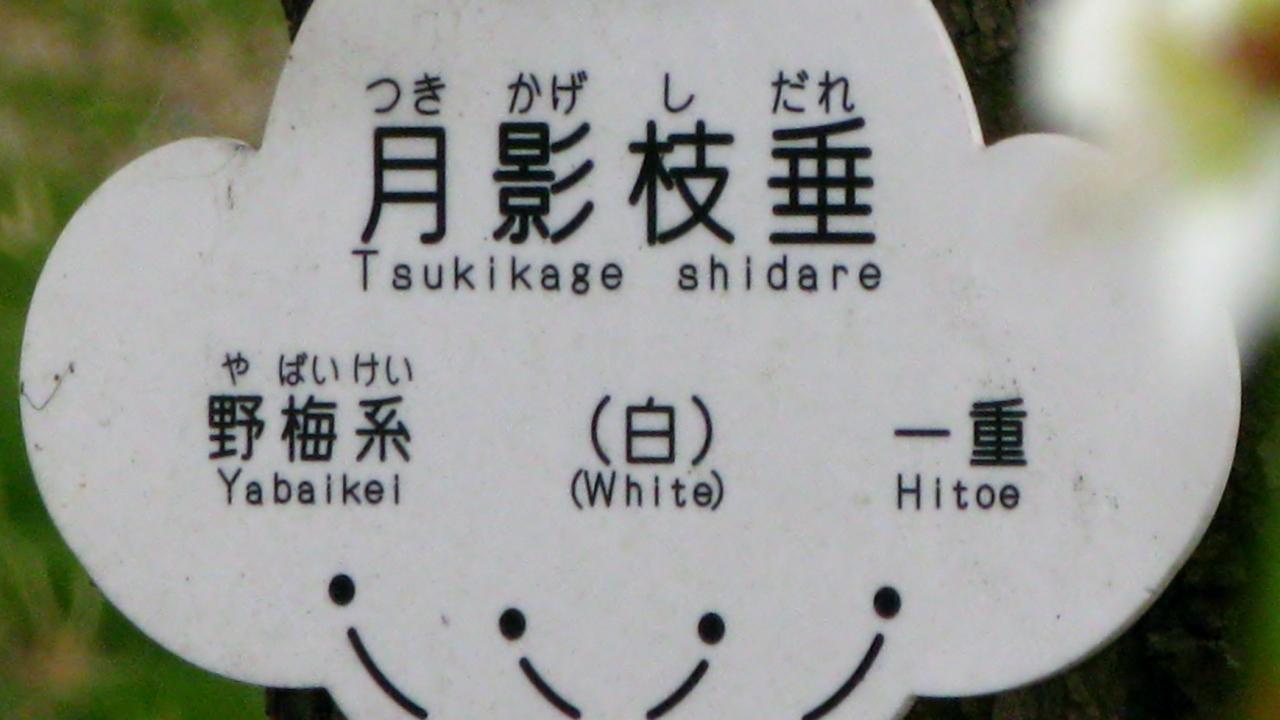 つき かげ し だれ
月影枝垂
Tsukikage shidare
や ばい けい
野梅系 (白) 一重
Yabaikei (White) Hitoe